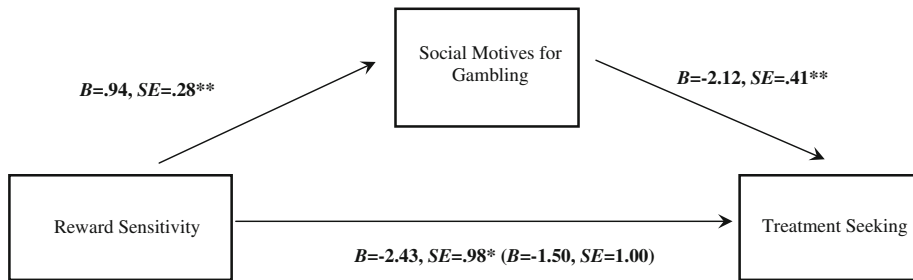 Social Motives for
Gambling
B=.94, SE=.28**
B=-2.12, SE=.41**
Reward Sensitivity
Treatment Seeking
B=-2.43, SE=.98* (B=-1.50, SE=1.00)